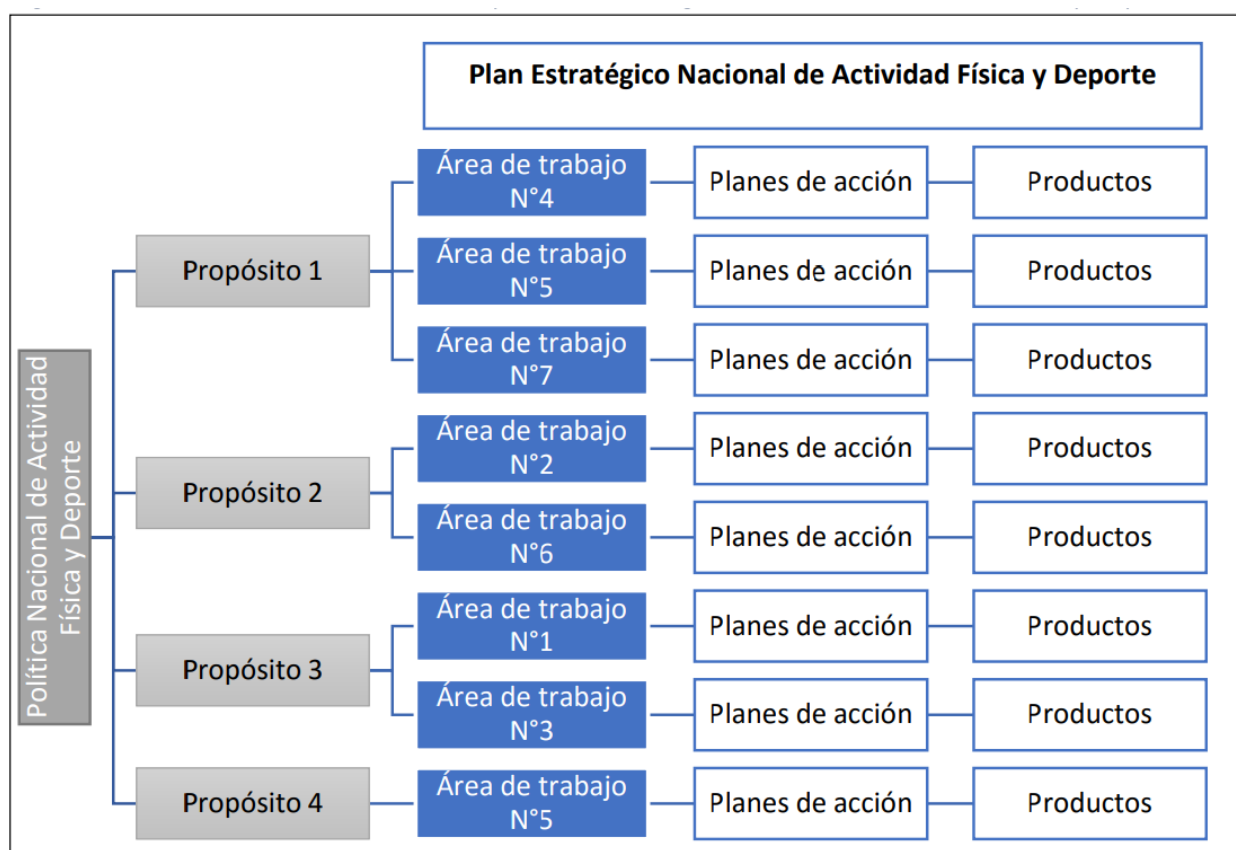 Plan Estratégico Nacional de Actividad Física y Deporte
Política Nacional de Actividad
Física y Deporte
Propósito 1
Área de trabajo
N°4
Planes de acción
Productos
Área de trabajo
N°5
Planes de acción
Productos
Área de trabajo
N°7
Planes de acción
Productos
Propósito 2
Área de trabajo
N°2
Planes de acción
Productos
Área de trabajo
N°6
Planes de acción
Productos
Propósito 3
Área de trabajo
N°1
Planes de acción
Productos
Área de trabajo
N°3
Planes de acción
Productos
Propósito 4
Área de trabajo
N°5
Planes de acción
Productos